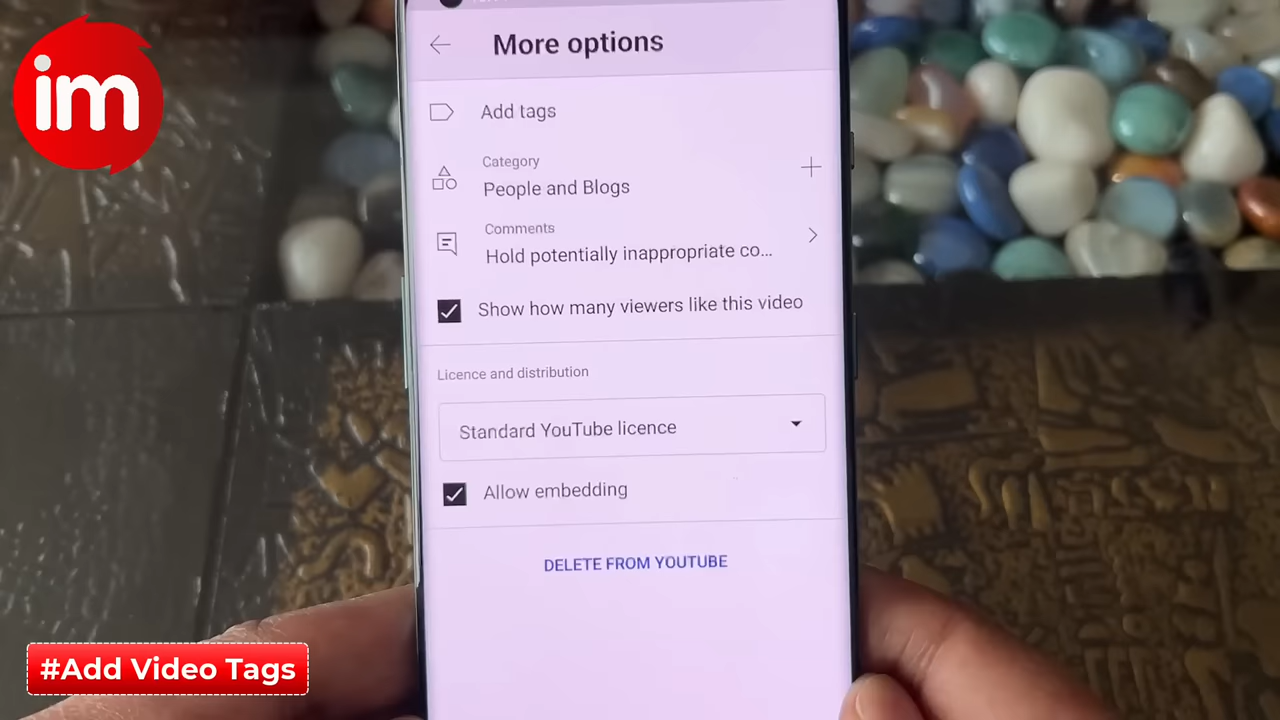 im
More options
Add tags
Category
People and Blogs
Comments
Hold potentially inappropriate co...
Show how many viewers like this video
Licence and distribution
Standard YouTube licence
Allow embedding
DELETE FROM YOUTUBE
#Add Video Tags